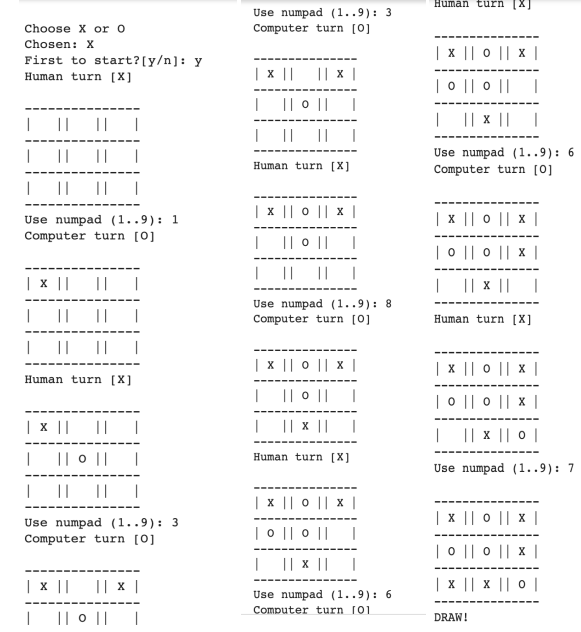 Choose X or O
Chosen: X
First to start?[y/n]: y
Human turn [X]
---------------
|   ||   ||   |
---------------
|   ||   ||   |
---------------
|   ||   ||   |
---------------
Use numpad (1..9): 1
Computer turn [O]
---------------
| X ||   ||   |
---------------
|   ||   ||   |
---------------
|   ||   ||   |
---------------
Human turn [X]
---------------
| X ||   ||   |
---------------
|   || O ||   |
---------------
|   ||   ||   |
---------------
Use numpad (1..9): 3
Computer turn [O]
---------------
| X ||   || X |
---------------
|   || O ||   |
Use numpad (1..9): 3
Computer turn [O]
---------------
| X ||   || X |
---------------
|   || O ||   |
---------------
|   ||   ||   |
---------------
Human turn [X]
---------------
| X || O || X |
---------------
|   || O ||   |
---------------
|   ||   ||   |
---------------
Use numpad (1..9): 8
Computer turn [O]
---------------
| X || O || X |
---------------
|   || O ||   |
---------------
|   || X ||   |
---------------
Human turn [X]
---------------
| X || O || X |
---------------
| O || O ||   |
---------------
|   || X ||   |
---------------
Use numpad (1..9): 6
Computer turn [O]
Human turn [X]
---------------
| X || O || X |
---------------
| O || O ||   |
---------------
|   || X ||   |
---------------
Use numpad (1..9): 6
Computer turn [O]
---------------
| X || O || X |
---------------
| O || O || X |
---------------
|   || X ||   |
---------------
Human turn [X]
---------------
| X || O || X |
---------------
| O || O || X |
---------------
|   || X || O |
---------------
Use numpad (1..9): 7
---------------
| X || O || X |
---------------
| O || O || X |
---------------
| X || X || O |
---------------
DRAW!